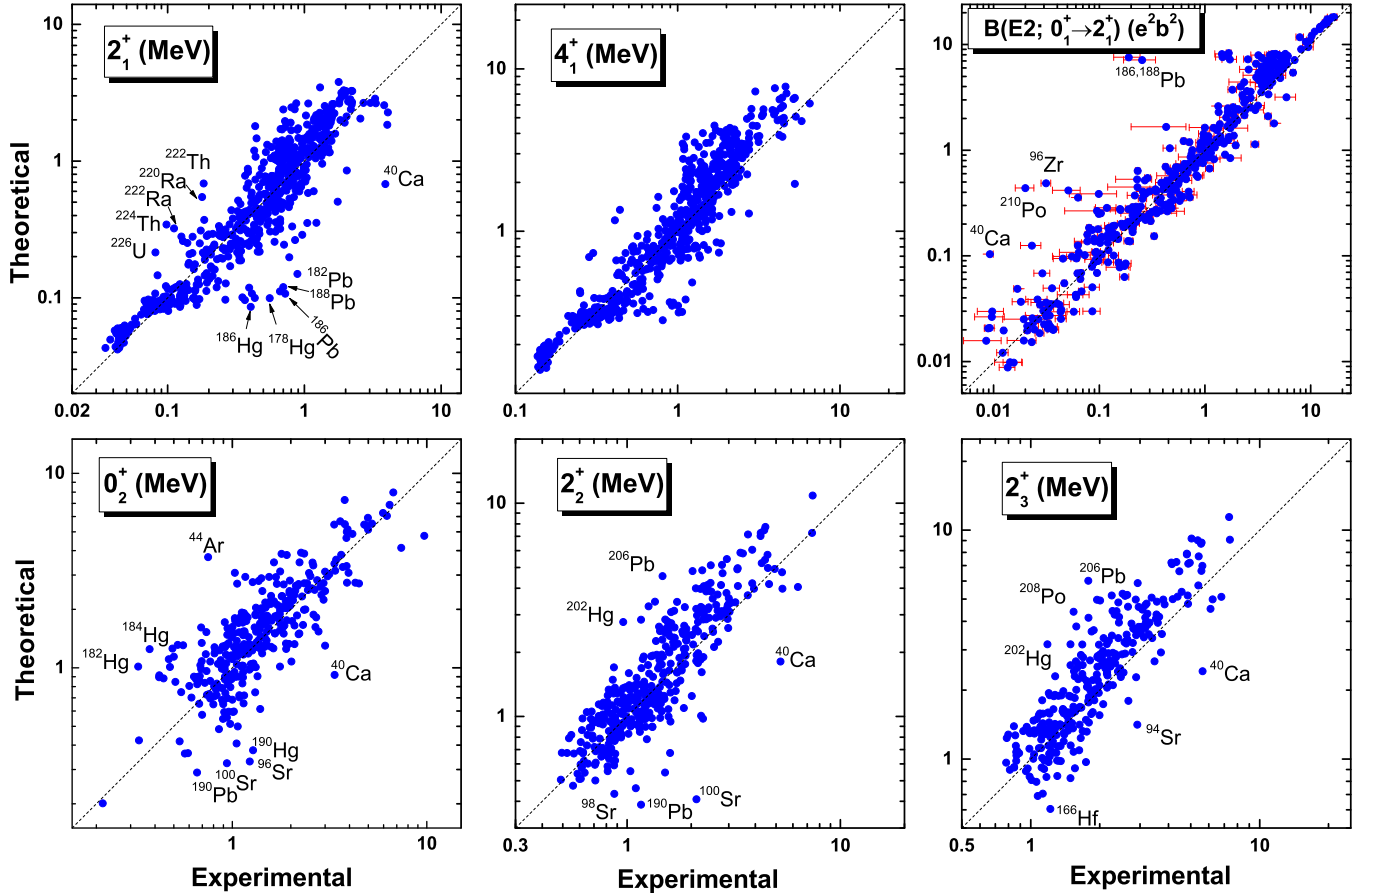 Theoretical
2₁⁺ (MeV)
10
1
0.1
0.02
0.1
1
10
²²²Th
²²⁰Ra
²²²Ra
²²⁴Th
²²⁶U
⁴⁰Ca
¹⁸²Pb
¹⁸⁸Pb
¹⁸⁶Pb
¹⁸⁶Hg
¹⁷⁸Hg
4₁⁺ (MeV)
10
1
0.1
1
10
B(E2; 0₁⁺→2₁⁺) (e²b²)
10
1
0.1
0.01
0.01
0.1
1
10
¹⁸⁶,¹⁸⁸Pb
⁹⁶Zr
²¹⁰Po
⁴⁰Ca
Theoretical
0₂⁺ (MeV)
10
1
1
10
⁴⁴Ar
¹⁸⁴Hg
¹⁸²Hg
⁴⁰Ca
¹⁹⁰Hg
⁹⁶Sr
¹⁰⁰Sr
¹⁹⁰Pb
Experimental
2₂⁺ (MeV)
10
1
0.3
1
10
²⁰⁶Pb
²⁰²Hg
⁴⁰Ca
⁹⁸Sr
¹⁹⁰Pb
¹⁰⁰Sr
Experimental
2₃⁺ (MeV)
10
1
0.5
1
10
²⁰⁶Pb
²⁰⁸Po
²⁰²Hg
⁴⁰Ca
⁹⁴Sr
¹⁶⁶Hf
Experimental